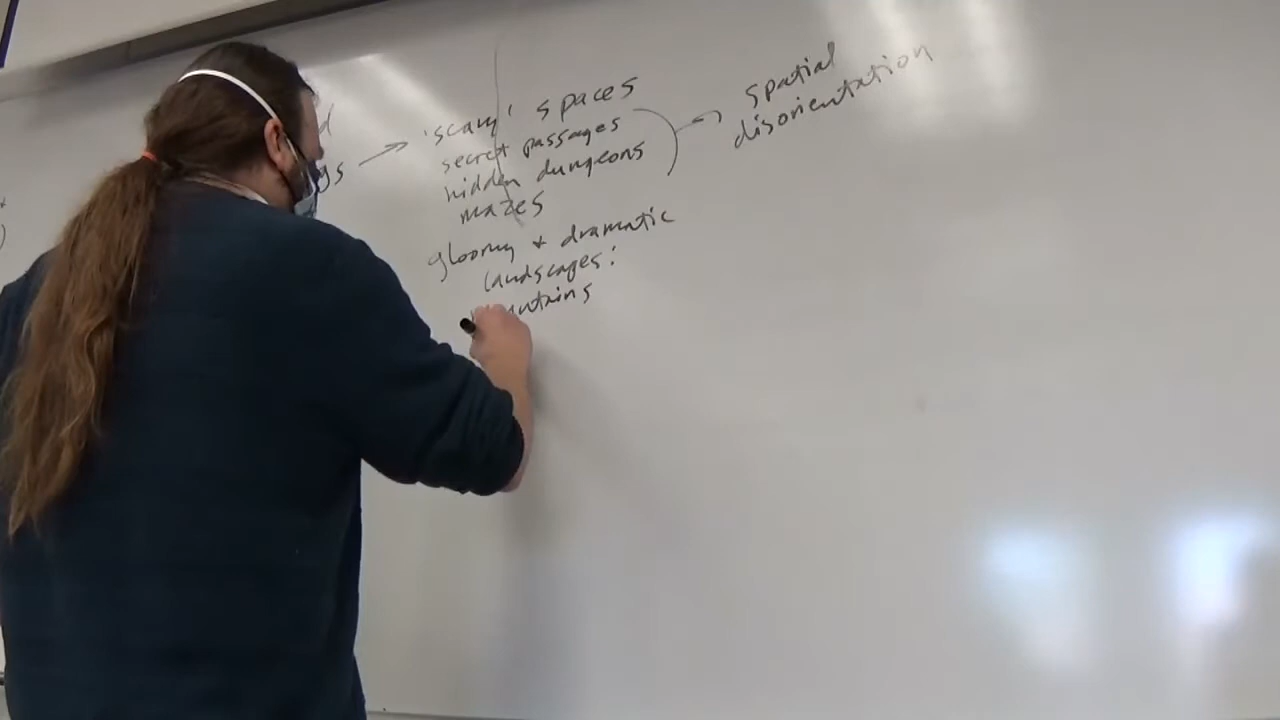 'scary' spaces
secret passages
hidden dungeons
mazes
spatial
disorientation
gloomy & dramatic
landscapes: